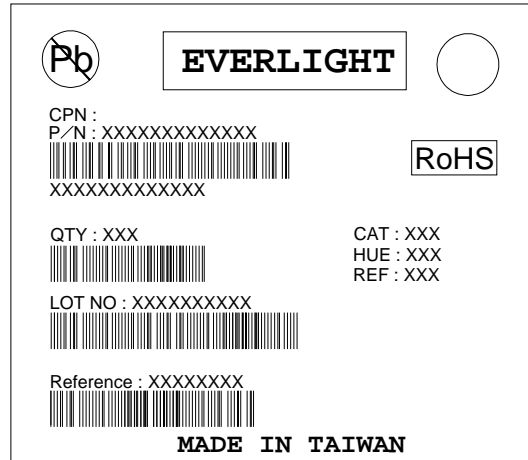 Pb
EVERLIGHT
CPN :
P/N : XXXXXXXXXXXXX
RoHS
XXXXXXXXXXXXX
QTY : XXX
CAT : XXX
HUE : XXX
REF : XXX
LOT NO : XXXXXXXXXX
Reference : XXXXXXXX
MADE IN TAIWAN